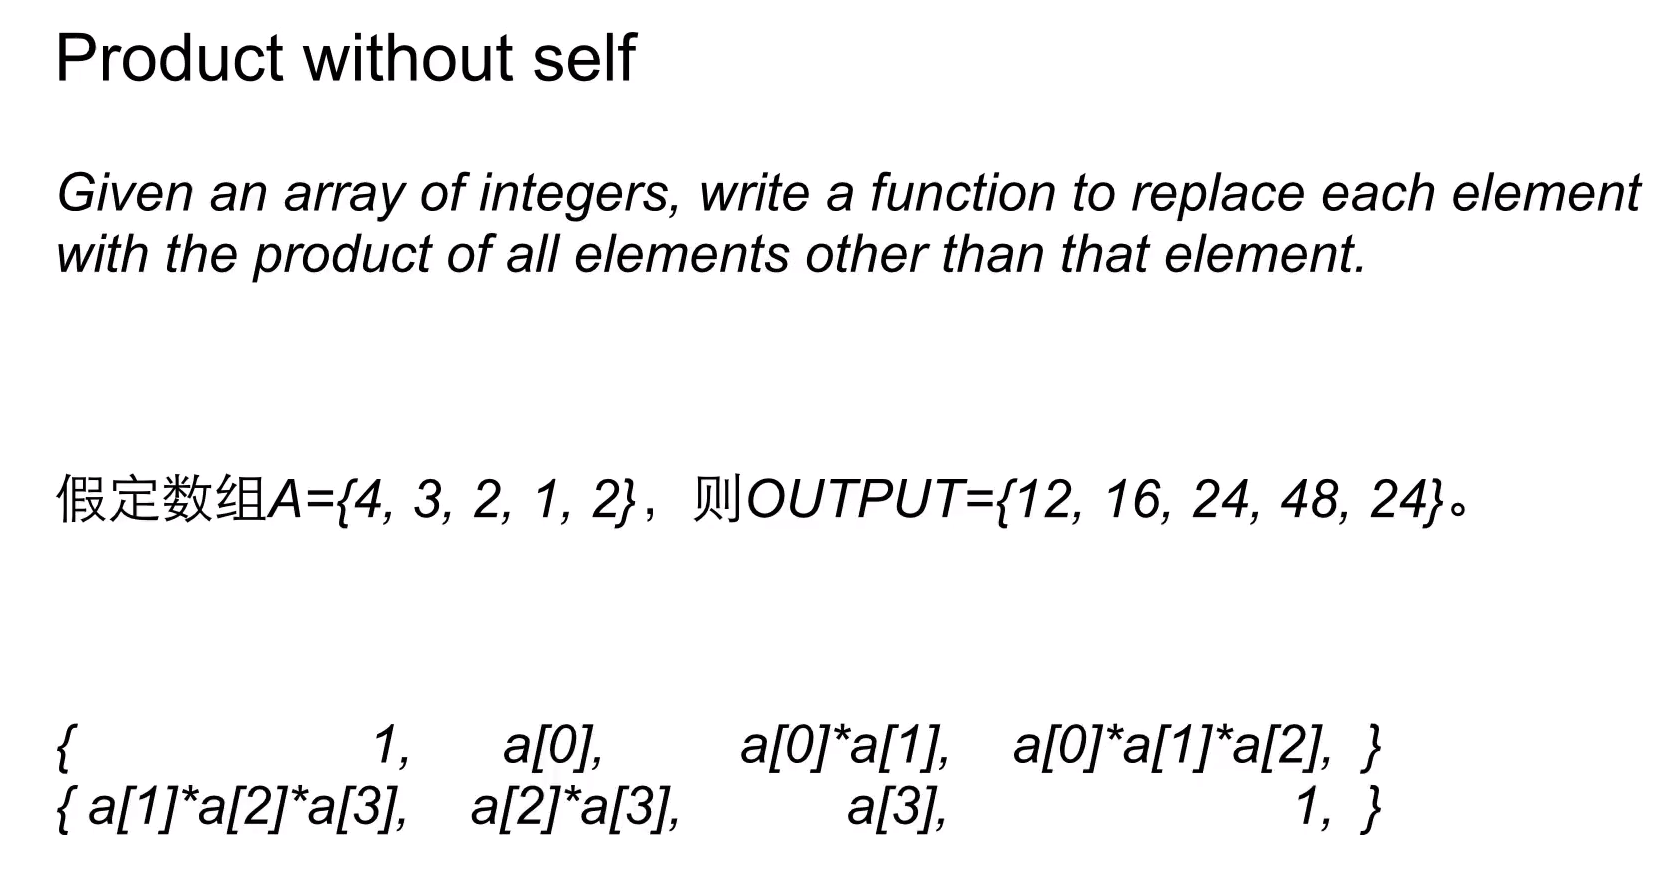 Product without self
Given an array of integers, write a function to replace each element
with the product of all elements other than that element.
假定数组A={4, 3, 2, 1, 2}，则OUTPUT={12, 16, 24, 48, 24}。
{ 1, a[0], a[0]*a[1], a[0]*a[1]*a[2], }
{ a[1]*a[2]*a[3], a[2]*a[3], a[3], 1, }